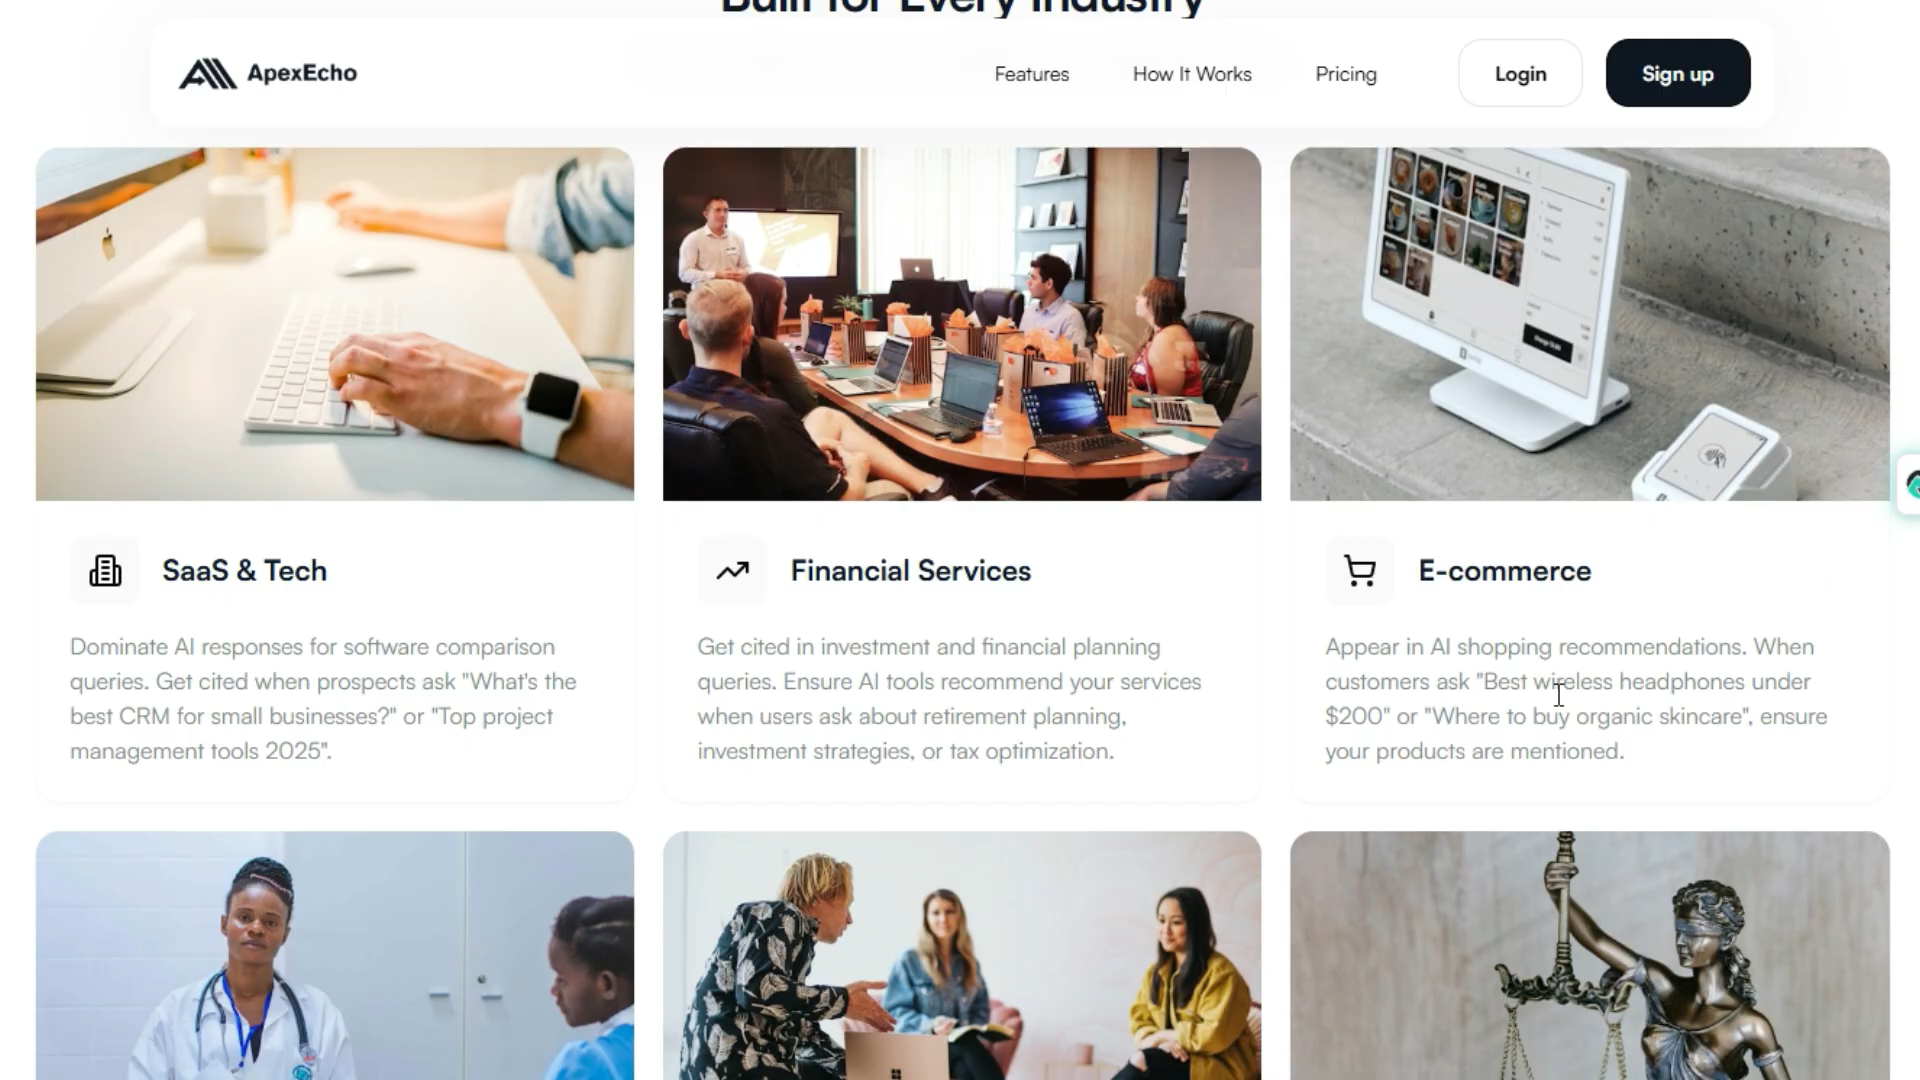 Built for Every Industry
ApexEcho
Features
How It Works
Pricing
Login
Sign up
SaaS & Tech
Dominate AI responses for software comparison
queries. Get cited when prospects ask "What's the
best CRM for small businesses?" or "Top project
management tools 2025".
Financial Services
Get cited in investment and financial planning
queries. Ensure AI tools recommend your services
when users ask about retirement planning,
investment strategies, or tax optimization.
E-commerce
Appear in AI shopping recommendations. When
customers ask "Best wireless headphones under
$200" or "Where to buy organic skincare", ensure
your products are mentioned.